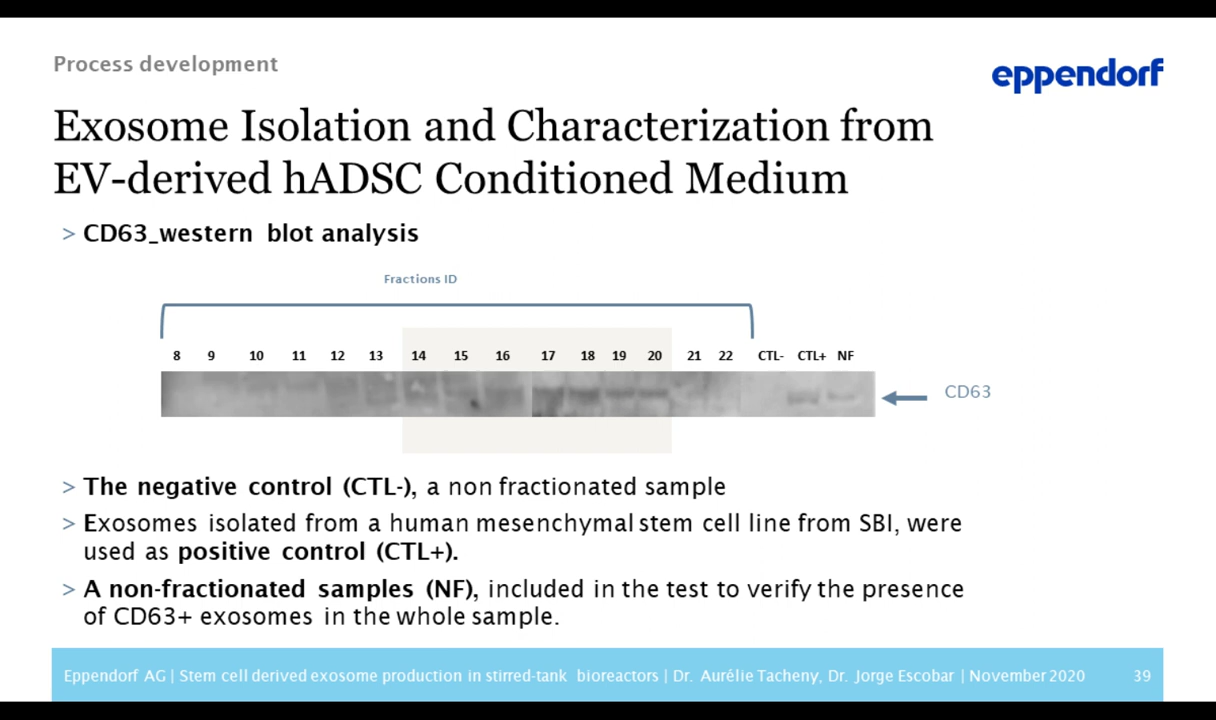 Process development
eppendorf
Exosome Isolation and Characterization from
EV-derived hADSC Conditioned Medium
> CD63_western blot analysis
Fractions ID
8 9 10 11 12 13 14 15 16 17 18 19 20 21 22 CTL- CTL+ NF
CD63
> The negative control (CTL-), a non fractionated sample
> Exosomes isolated from a human mesenchymal stem cell line from SBI, were
used as positive control (CTL+).
> A non-fractionated samples (NF), included in the test to verify the presence
of CD63+ exosomes in the whole sample.
Eppendorf AG | Stem cell derived exosome production in stirred-tank bioreactors | Dr. Aurélie Tacheny, Dr. Jorge Escobar | November 2020 39